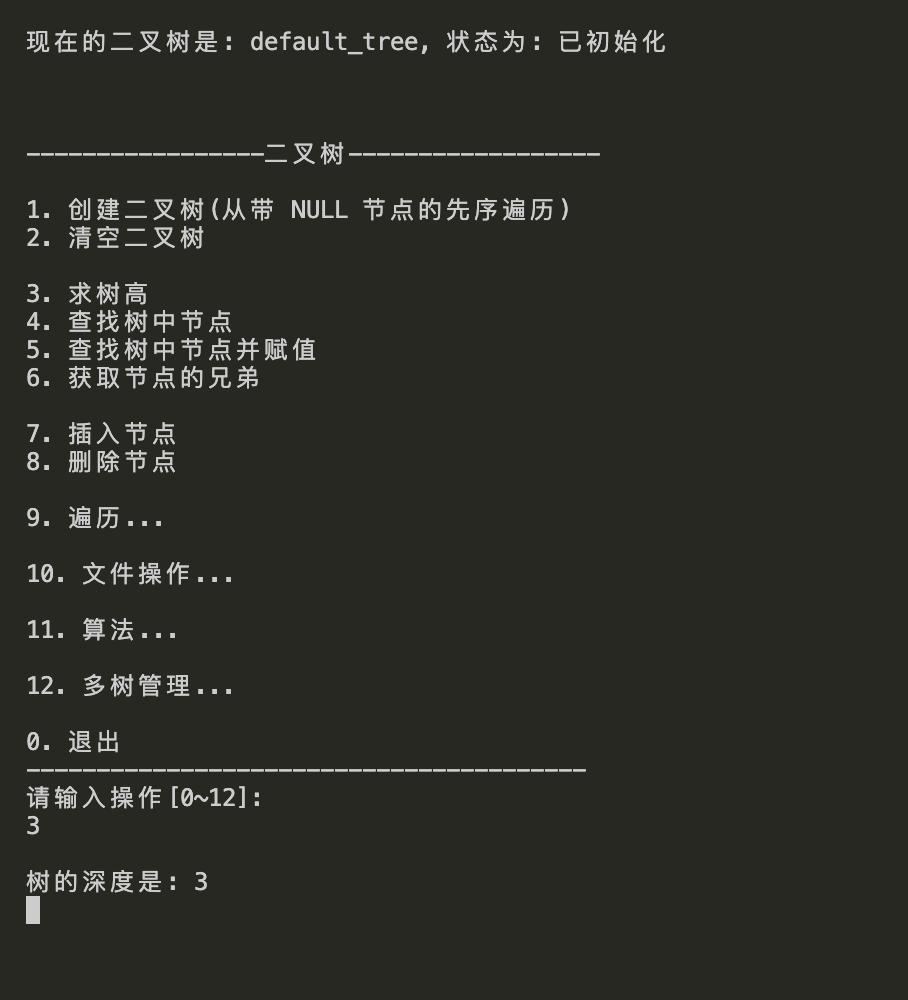 现在的二叉树是: default_tree, 状态为: 已初始化
-----------------二叉树------------------
1. 创建二叉树(从带 NULL 节点的先序遍历)
2. 清空二叉树
3. 求树高
4. 查找树中节点
5. 查找树中节点并赋值
6. 获取节点的兄弟
7. 插入节点
8. 删除节点
9. 遍历...
10. 文件操作...
11. 算法...
12. 多树管理...
0. 退出
----------------------------------------
请输入操作[0~12]:
3
树的深度是: 3